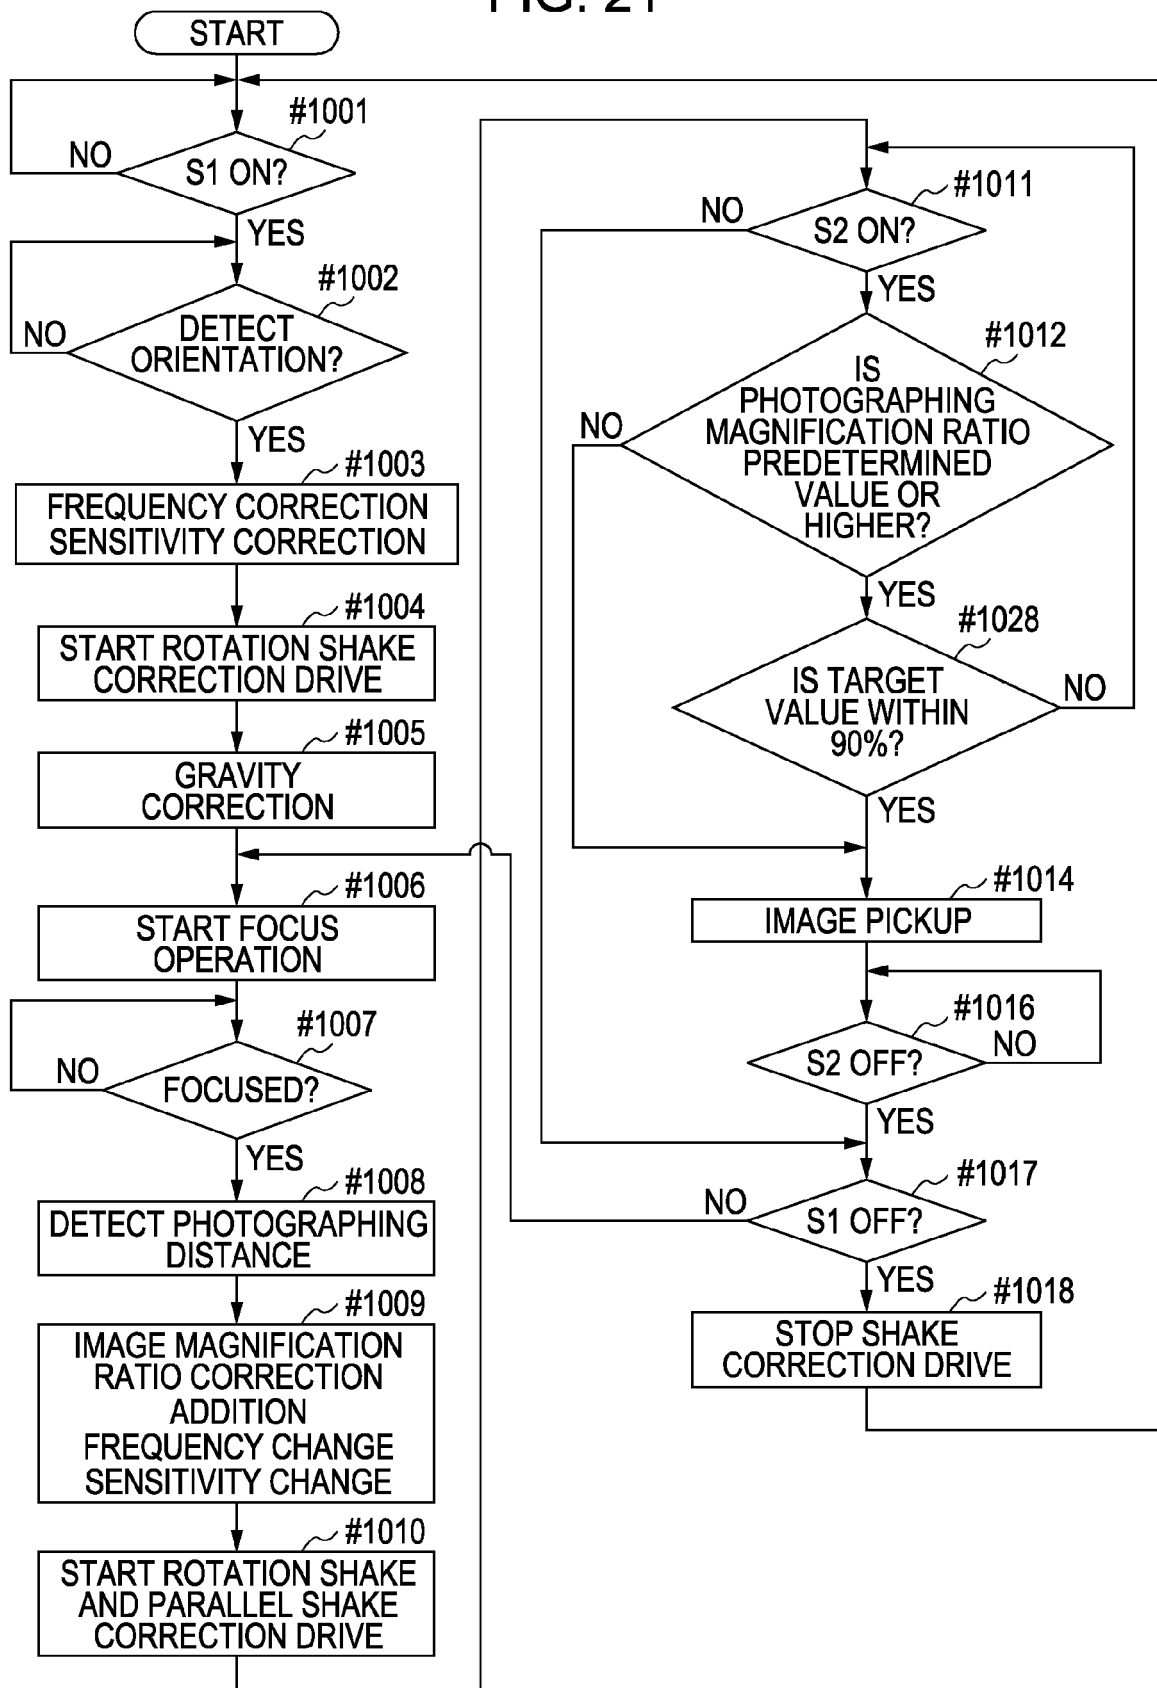 FIG. 21
START
#1001
S1 ON?
NO
YES
#1002
DETECT
ORIENTATION?
NO
YES
#1003
FREQUENCY CORRECTION
SENSITIVITY CORRECTION
#1004
START ROTATION SHAKE
CORRECTION DRIVE
#1005
GRAVITY
CORRECTION
#1006
START FOCUS
OPERATION
#1007
FOCUSED?
NO
YES
#1008
DETECT PHOTOGRAPHING
DISTANCE
#1009
IMAGE MAGNIFICATION
RATIO CORRECTION
ADDITION
FREQUENCY CHANGE
SENSITIVITY CHANGE
#1010
START ROTATION SHAKE
AND PARALLEL SHAKE
CORRECTION DRIVE
#1011
S2 ON?
NO
YES
#1012
IS
PHOTOGRAPHING
MAGNIFICATION RATIO
PREDETERMINED
VALUE OR
HIGHER?
NO
YES
#1028
IS TARGET
VALUE WITHIN
90%?
NO
YES
#1014
IMAGE PICKUP
#1016
S2 OFF?
NO
YES
#1017
S1 OFF?
NO
YES
#1018
STOP SHAKE
CORRECTION DRIVE